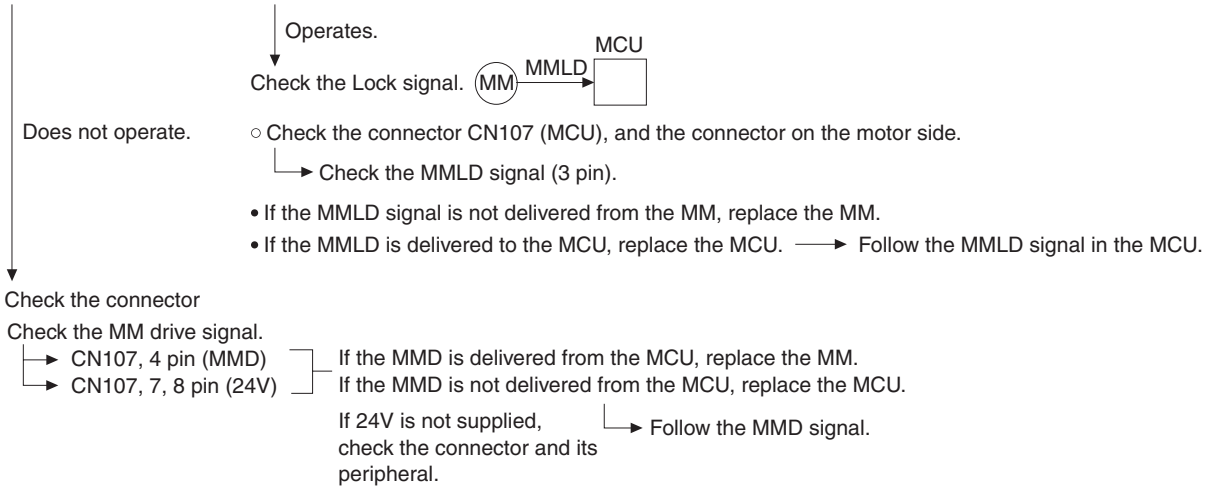 Operates.
MCU
Check the Lock signal. MM MMLD
Does not operate.
○ Check the connector CN107 (MCU), and the connector on the motor side.
Check the MMLD signal (3 pin).
• If the MMLD signal is not delivered from the MM, replace the MM.
• If the MMLD is delivered to the MCU, replace the MCU. Follow the MMLD signal in the MCU.
Check the connector
Check the MM drive signal.
CN107, 4 pin (MMD) If the MMD is delivered from the MCU, replace the MM.
CN107, 7, 8 pin (24V) If the MMD is not delivered from the MCU, replace the MCU.
If 24V is not supplied, Follow the MMD signal.
check the connector and its
peripheral.